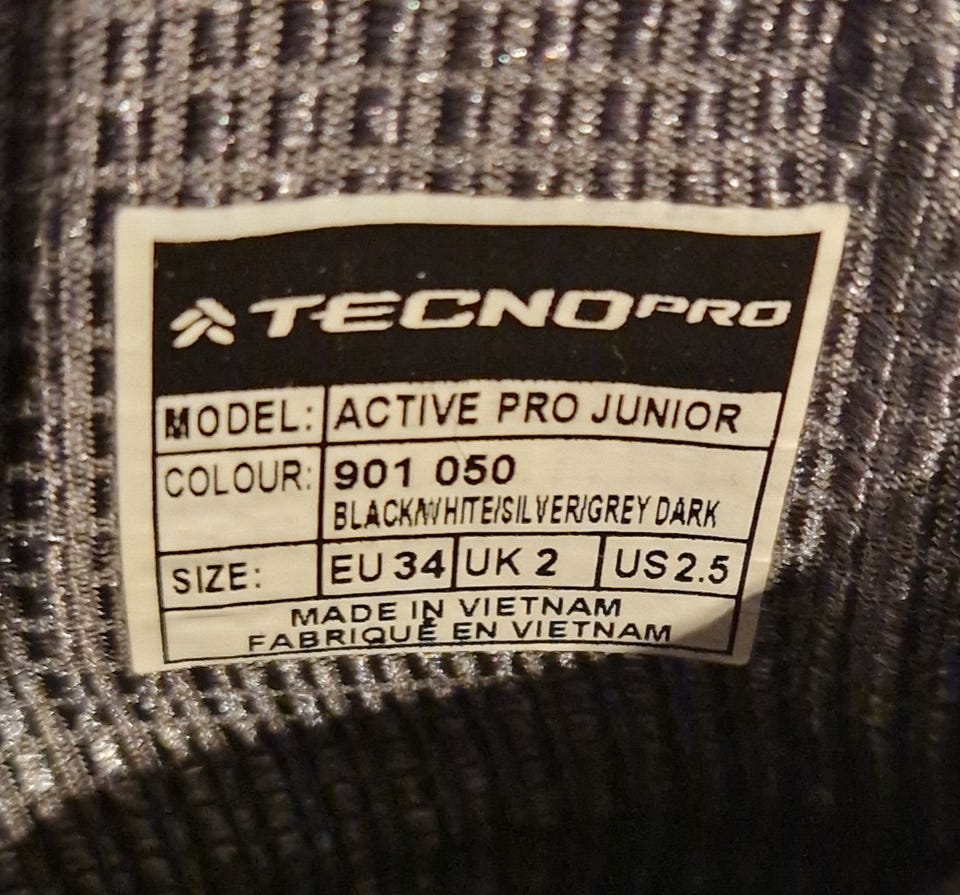 TECNOPRO
MODEL: ACTIVE PRO JUNIOR
COLOUR: 901 050
BLACK/WHITE/SILVER/GREY DARK
SIZE: EU 34 UK 2 US 2.5
MADE IN VIETNAM
FABRIQUÉ EN VIETNAM